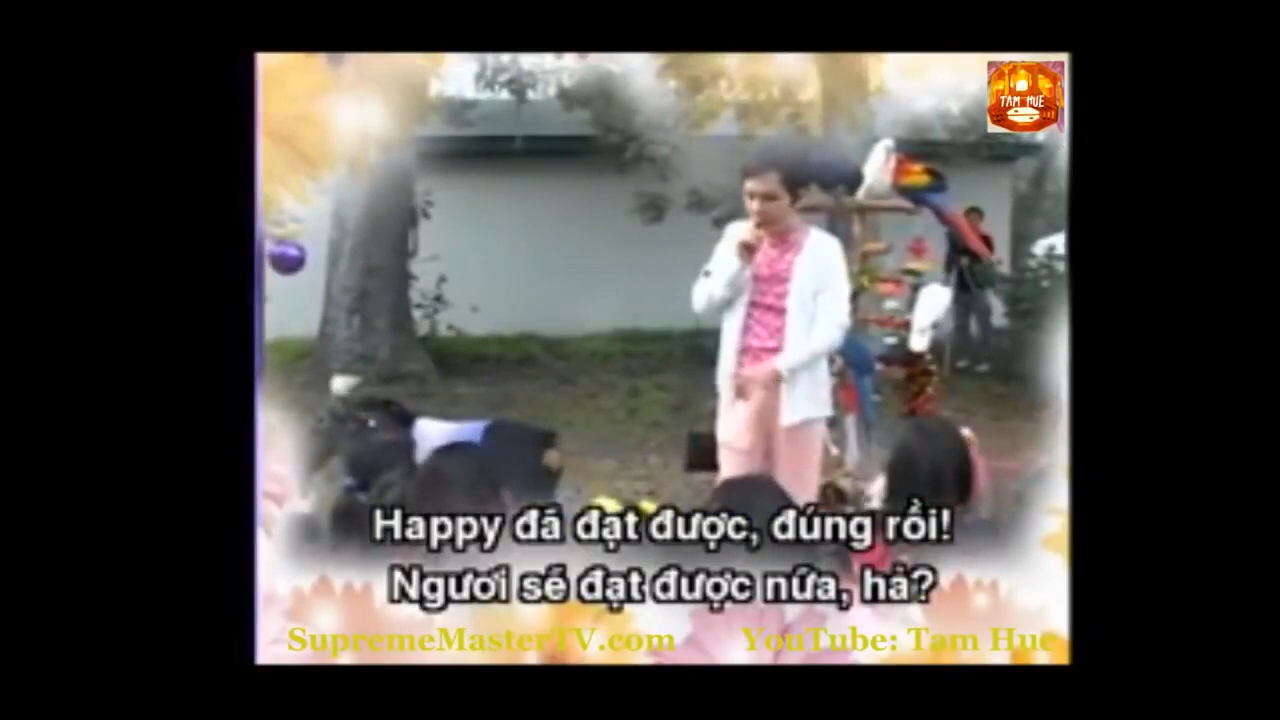 TAM HUE
Happy đã đạt được, đúng rồi!
Ngươi sẽ đạt được nữa, hả?
SupremeMasterTV.com YouTube: Tam Hue